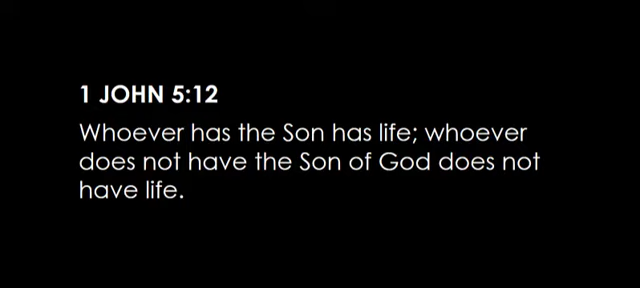 1 JOHN 5:12
Whoever has the Son has life; whoever
does not have the Son of God does not
have life.